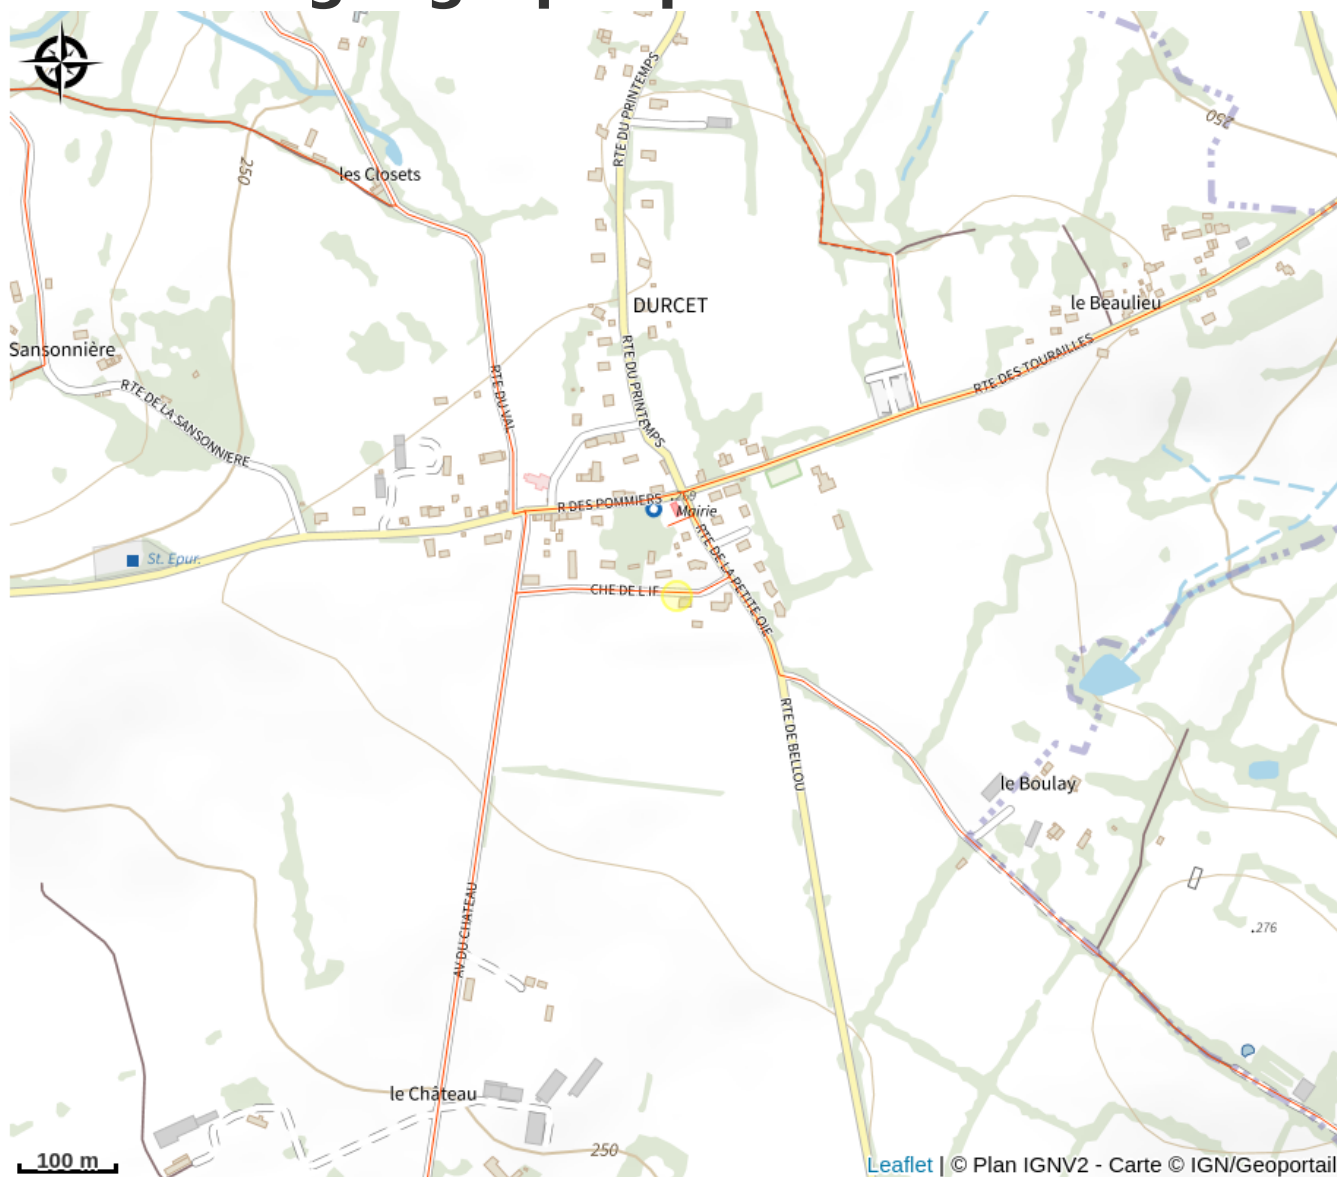 RTE DU PRINTEMPS
250
250
les Closets
le Beaulieu
DURCET
Sansonnière
RTE DU PRINTEMPS
RTE DES TOURAILLES
RTE DU VAL
RTE DE LA SANSONNIERE
R DES POMMIERS
.269
Mairie
St. Epur.
RTE DE LA PETITE OIE
CHE DE L IF
RTE DE BELLOU
le Boulay
AV DU CHATEAU
.276
le Château
250
100 m
Leaflet | © Plan IGNV2 - Carte © IGN/Geoportail